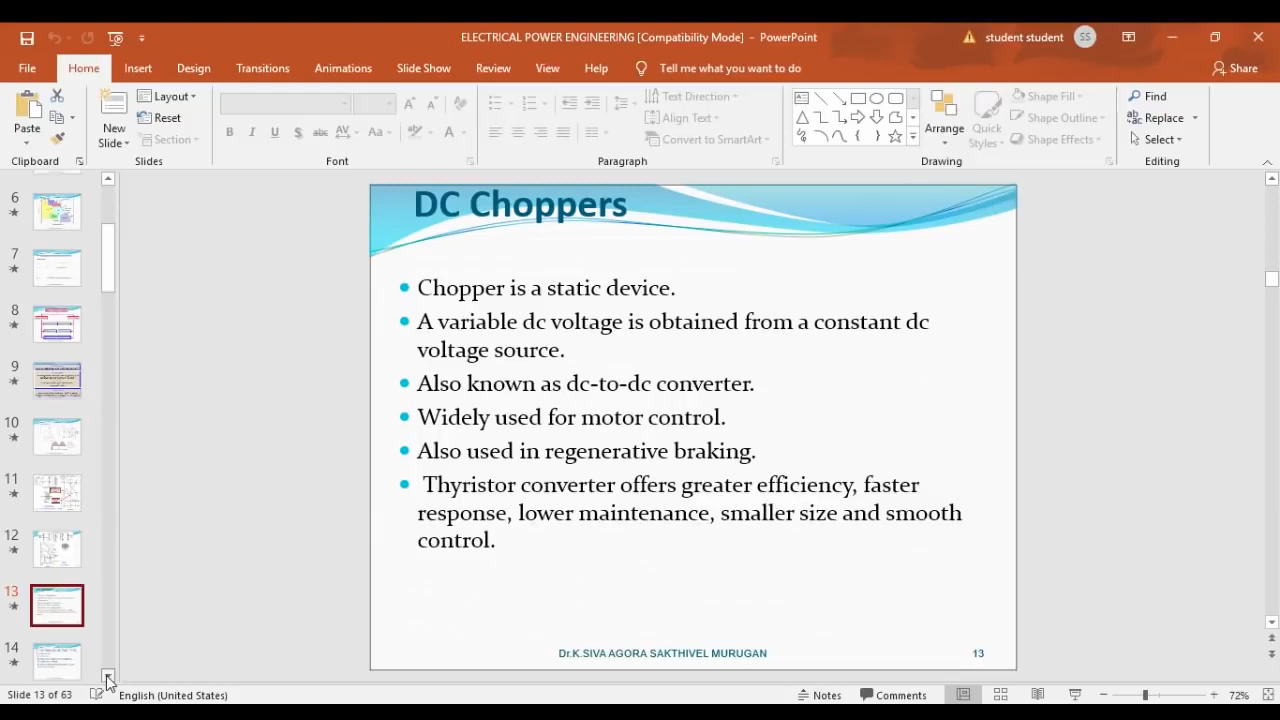 ELECTRICAL POWER ENGINEERING [Compatibility Mode] - PowerPoint
student student
SS
File
Home
Insert
Design
Transitions
Animations
Slide Show
Review
View
Help
Tell me what you want to do
Share
Paste
New
Slide
Layout
Reset
Section
B
I
U
S
abc
AV
Aa
A
Text Direction
Align Text
Convert to SmartArt
Arrange
Quick
Styles
Shape Fill
Shape Outline
Shape Effects
Find
Replace
Select
Clipboard
Slides
Font
Paragraph
Drawing
Editing
6
7
8
9
10
11
12
13
14
DC Choppers
Chopper is a static device.
A variable dc voltage is obtained from a constant dc
voltage source.
Also known as dc-to-dc converter.
Widely used for motor control.
Also used in regenerative braking.
Thyristor converter offers greater efficiency, faster
response, lower maintenance, smaller size and smooth
control.
Dr.K.SIVA AGORA SAKTHIVEL MURUGAN
13
Slide 13 of 63
English (United States)
Notes
Comments
72%